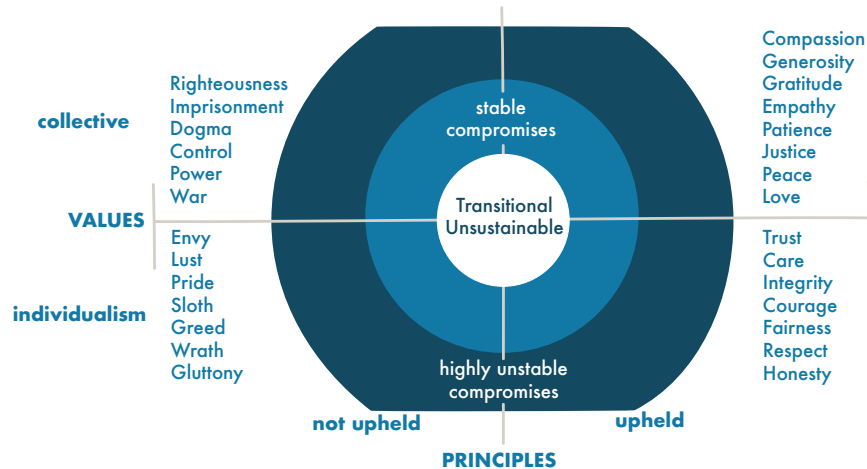 collective
Righteousness
Imprisonment
Dogma
Control
Power
War
VALUES
Envy
Lust
Pride
Sloth
Greed
Wrath
Gluttony
individualism
stable
compromises
Transitional
Unsustainable
highly unstable
compromises
Compassion
Generosity
Gratitude
Empathy
Patience
Justice
Peace
Love
Trust
Care
Integrity
Courage
Fairness
Respect
Honesty
not upheld
upheld
PRINCIPLES